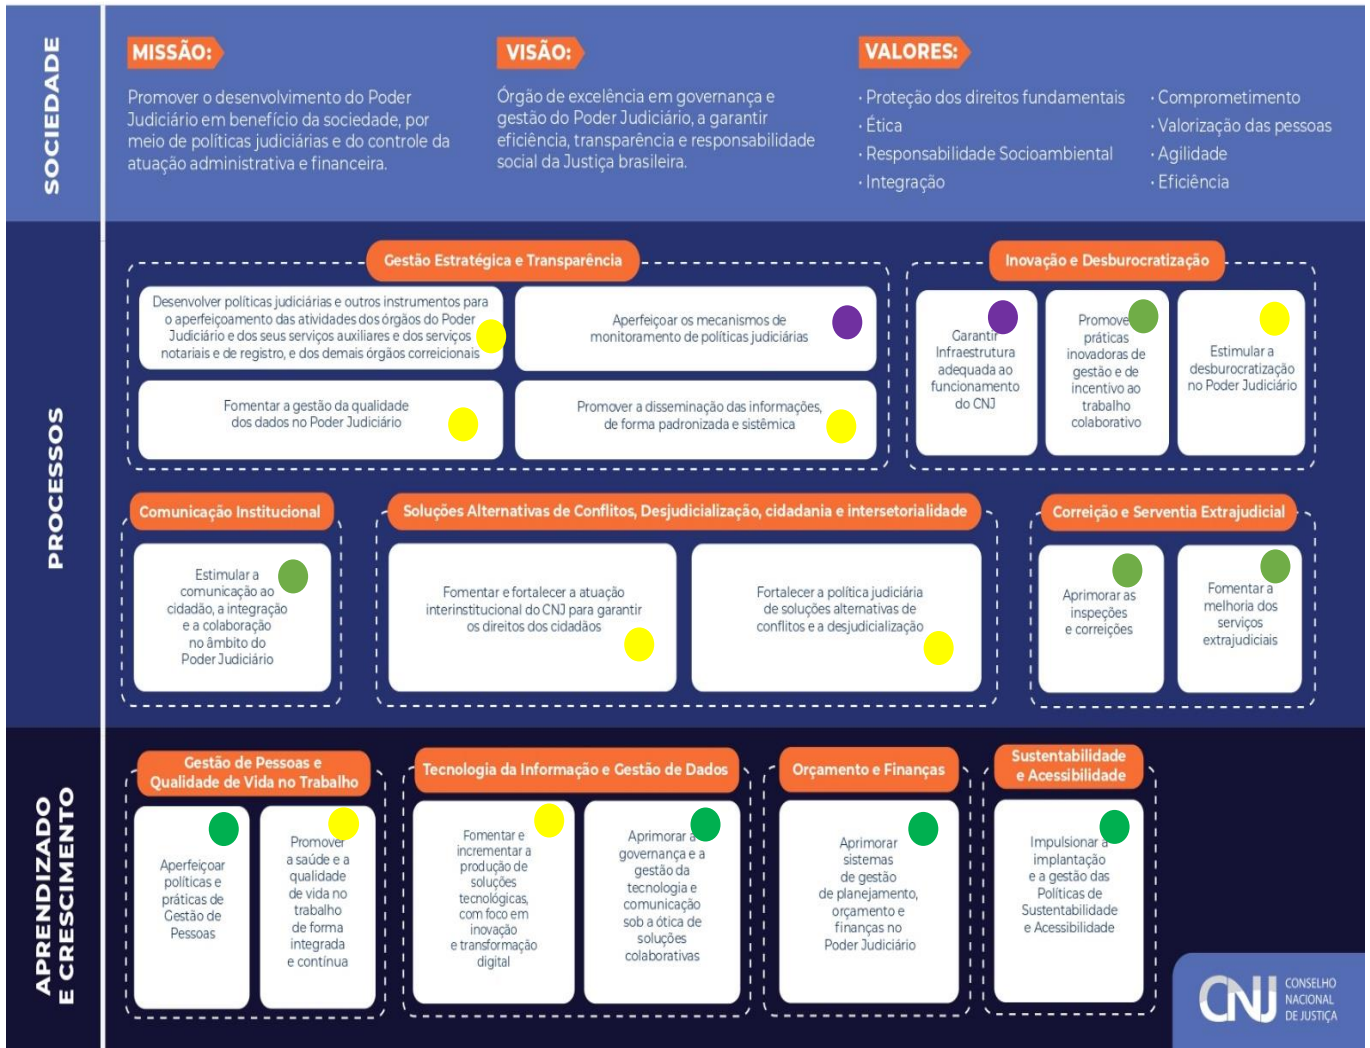 SOCIEDADE
MISSÃO:
Promover o desenvolvimento do Poder
Judiciário em benefício da sociedade, por
meio de políticas judiciárias e do controle da
atuação administrativa e financeira.
VISÃO:
Órgão de excelência em governança e
gestão do Poder Judiciário, a garantir
eficiência, transparência e responsabilidade
social da Justiça brasileira.
VALORES:
· Proteção dos direitos fundamentais
· Ética
· Responsabilidade Socioambiental
· Integração
· Comprometimento
· Valorização das pessoas
· Agilidade
· Eficiência
PROCESSOS
Gestão Estratégica e Transparência
Desenvolver políticas judiciárias e outros instrumentos para
o aperfeiçoamento das atividades dos órgãos do Poder
Judiciário e dos seus serviços auxiliares e dos serviços
notariais e de registro, e dos demais órgãos correicionais
Aperfeiçoar os mecanismos de
monitoramento de políticas judiciárias
Fomentar a gestão da qualidade
dos dados no Poder Judiciário
Promover a disseminação das informações,
de forma padronizada e sistêmica
Inovação e Desburocratização
Garantir
Infraestrutura
adequada ao
funcionamento
do CNJ
Promove
práticas
inovadoras de
gestão e de
incentivo ao
trabalho
colaborativo
Estimular a
desburocratização
no Poder Judiciário
Comunicação Institucional
Estimular a
comunicação ao
cidadão, a integração
e a colaboração
no âmbito do
Poder Judiciário
Soluções Alternativas de Conflitos, Desjudicialização, cidadania e intersetorialidade
Fomentar e fortalecer a atuação
interinstitucional do CNJ para garantir
os direitos dos cidadãos
Fortalecer a política judiciária
de soluções alternativas de
conflitos e a desjudicialização
Correição e Serventia Extrajudicial
Aprimorar as
inspeções
e correições
Fomentar a
melhoria dos
serviços
extrajudiciais
APRENDIZADO
E CRESCIMENTO
Gestão de Pessoas e
Qualidade de Vida no Trabalho
Aperfeiçoar
políticas e
práticas de
Gestão de
Pessoas
Promover
a saúde e a
qualidade
de vida no
trabalho
de forma
integrada
e contínua
Tecnologia da Informação e Gestão de Dados
Fomentar e
incrementar a
produção de
soluções
tecnológicas,
com foco em
inovação
e transformação
digital
Aprimorar a
governança e a
gestão da
tecnologia e
comunicação
sob a ótica de
soluções
colaborativas
Orçamento e Finanças
Aprimorar
sistemas
de gestão
de planejamento,
orçamento e
finanças no
Poder Judiciário
Sustentabilidade
e Acessibilidade
Impulsionar a
implantação
e a gestão das
Políticas de
Sustentabilidade
e Acessibilidade
CNJ
CONSELHO
NACIONAL
DE JUSTIÇA